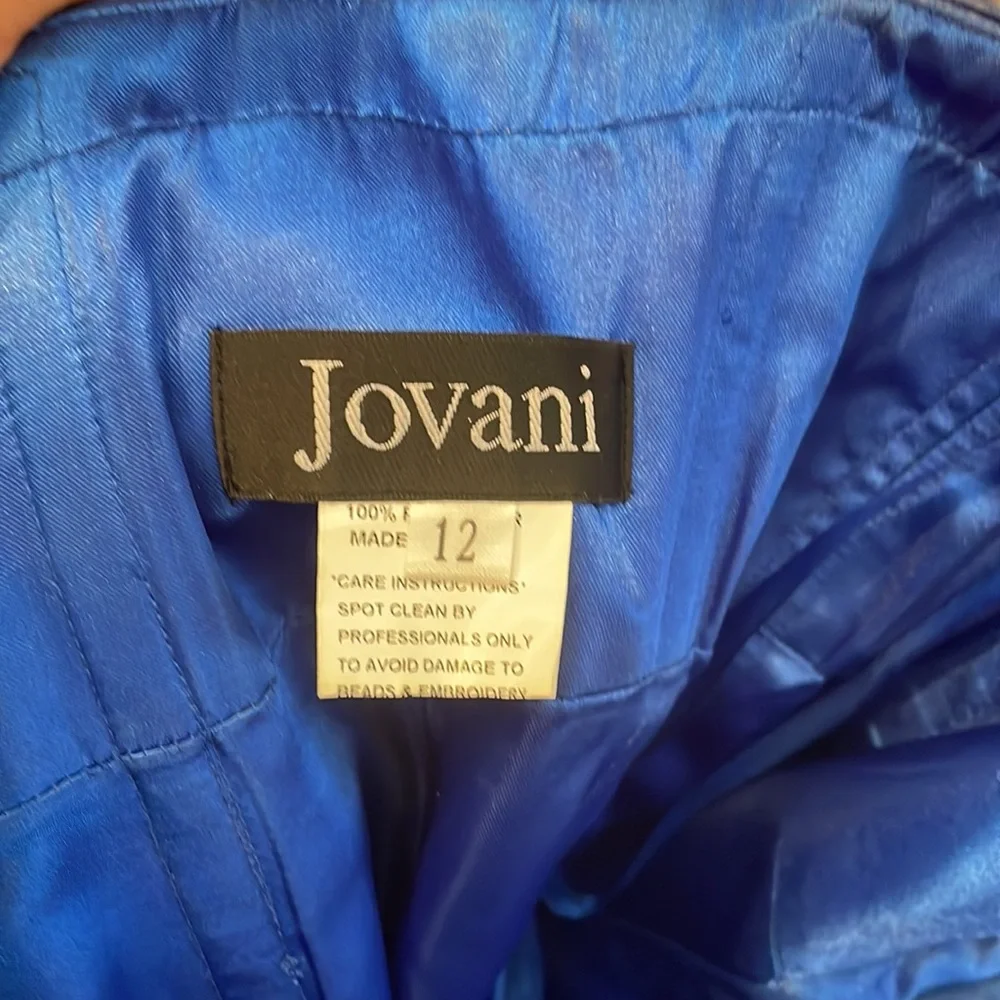 Jovani
100%
MADE 12
*CARE INSTRUCTIONS*
SPOT CLEAN BY
PROFESSIONALS ONLY
TO AVOID DAMAGE TO
BEADS & EMBROIDERY